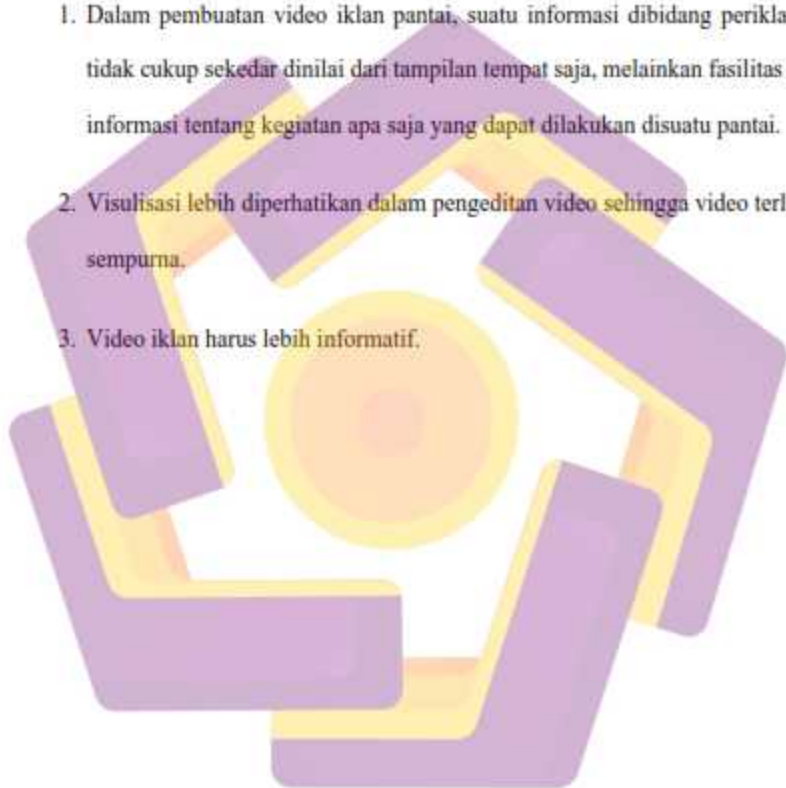 1. Dalam pembuatan video iklan pantai, suatu informasi dibidang perikla
tidak cukup sekedar dinilai dari tampilan tempat saja, melainkan fasilitas
informasi tentang kegiatan apa saja yang dapat dilakukan disuatu pantai.
2. Visulisasi lebih diperhatikan dalam pengeditan video sehingga video terl
sempurna.
3. Video iklan harus lebih informatif.